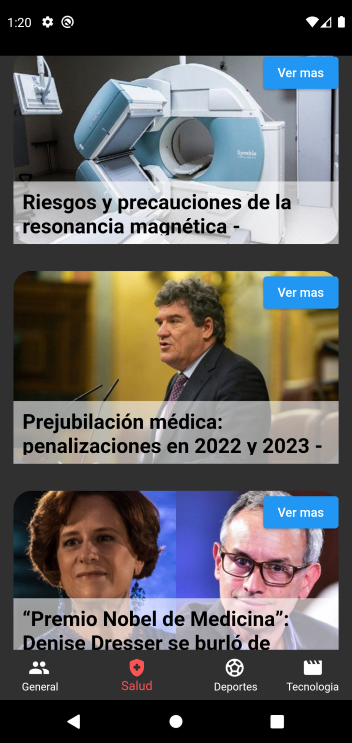 1:20
Ver mas
Symbia
Riesgos y precauciones de la
resonancia magnética -
Ver mas
Prejubilación médica:
penalizaciones en 2022 y 2023 -
Ver mas
“Premio Nobel de Medicina”:
Denise Dresser se burló de
General
Salud
Deportes
Tecnologia